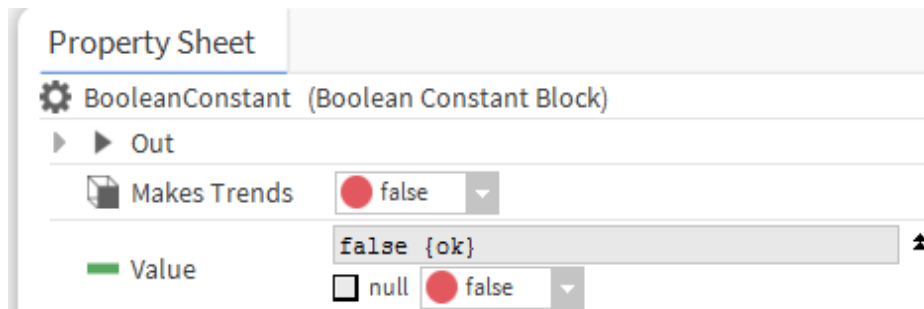 Property Sheet
BooleanConstant (Boolean Constant Block)
Out
Makes Trends false
false {ok}
Value
null false